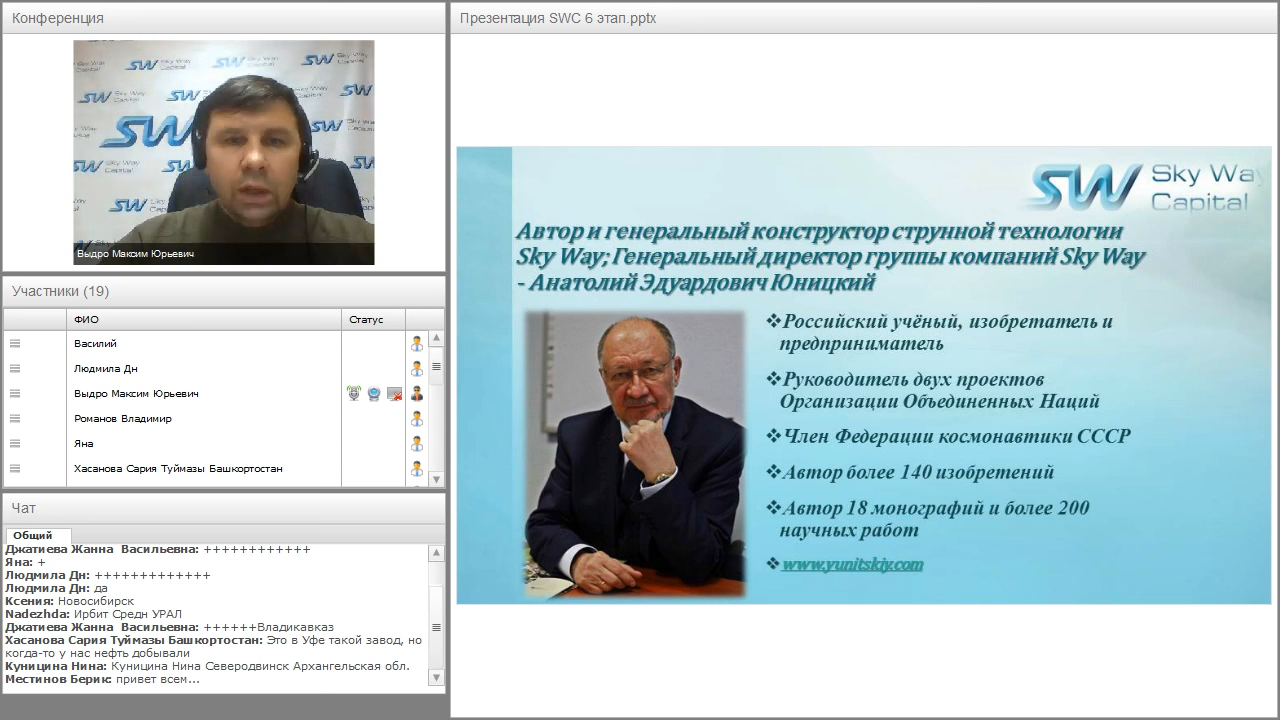 Конференция
SW Sky Way
Capital
Выдро Максим Юрьевич
Участники (19)
ФИО
Статус
Василий
Людмила Дн
Выдро Максим Юрьевич
Романов Владимир
Яна
Хасанова Сария Туймазы Башкортостан
Чат
Общий
Джатиева Жанна Васильевна: ++++++++++++
Яна: +
Людмила Дн: +++++++++++++
Людмила Дн: да
Ксения: Новосибирск
Nadezhda: Ирбит Средн УРАЛ
Джатиева Жанна Васильевна: ++++++Владикавказ
Хасанова Сария Туймазы Башкортостан: Это в Уфе такой завод, но
когда-то у нас нефть добывали
Куницина Нина: Куницина Нина Северодвинск Архангельская обл.
Местинов Берик: привет всем...
Презентация SWC 6 этап.pptx
SW Sky Way
Capital
Автор и генеральный конструктор струнной технологии
Sky Way; Генеральный директор группы компаний Sky Way
- Анатолий Эдуардович Юницкий
❖Российский учёный, изобретатель и
предприниматель
❖Руководитель двух проектов
Организации Объединенных Наций
❖Член Федерации космонавтики СССР
❖Автор более 140 изобретений
❖Автор 18 монографий и более 200
научных работ
❖www.yunitskiy.com